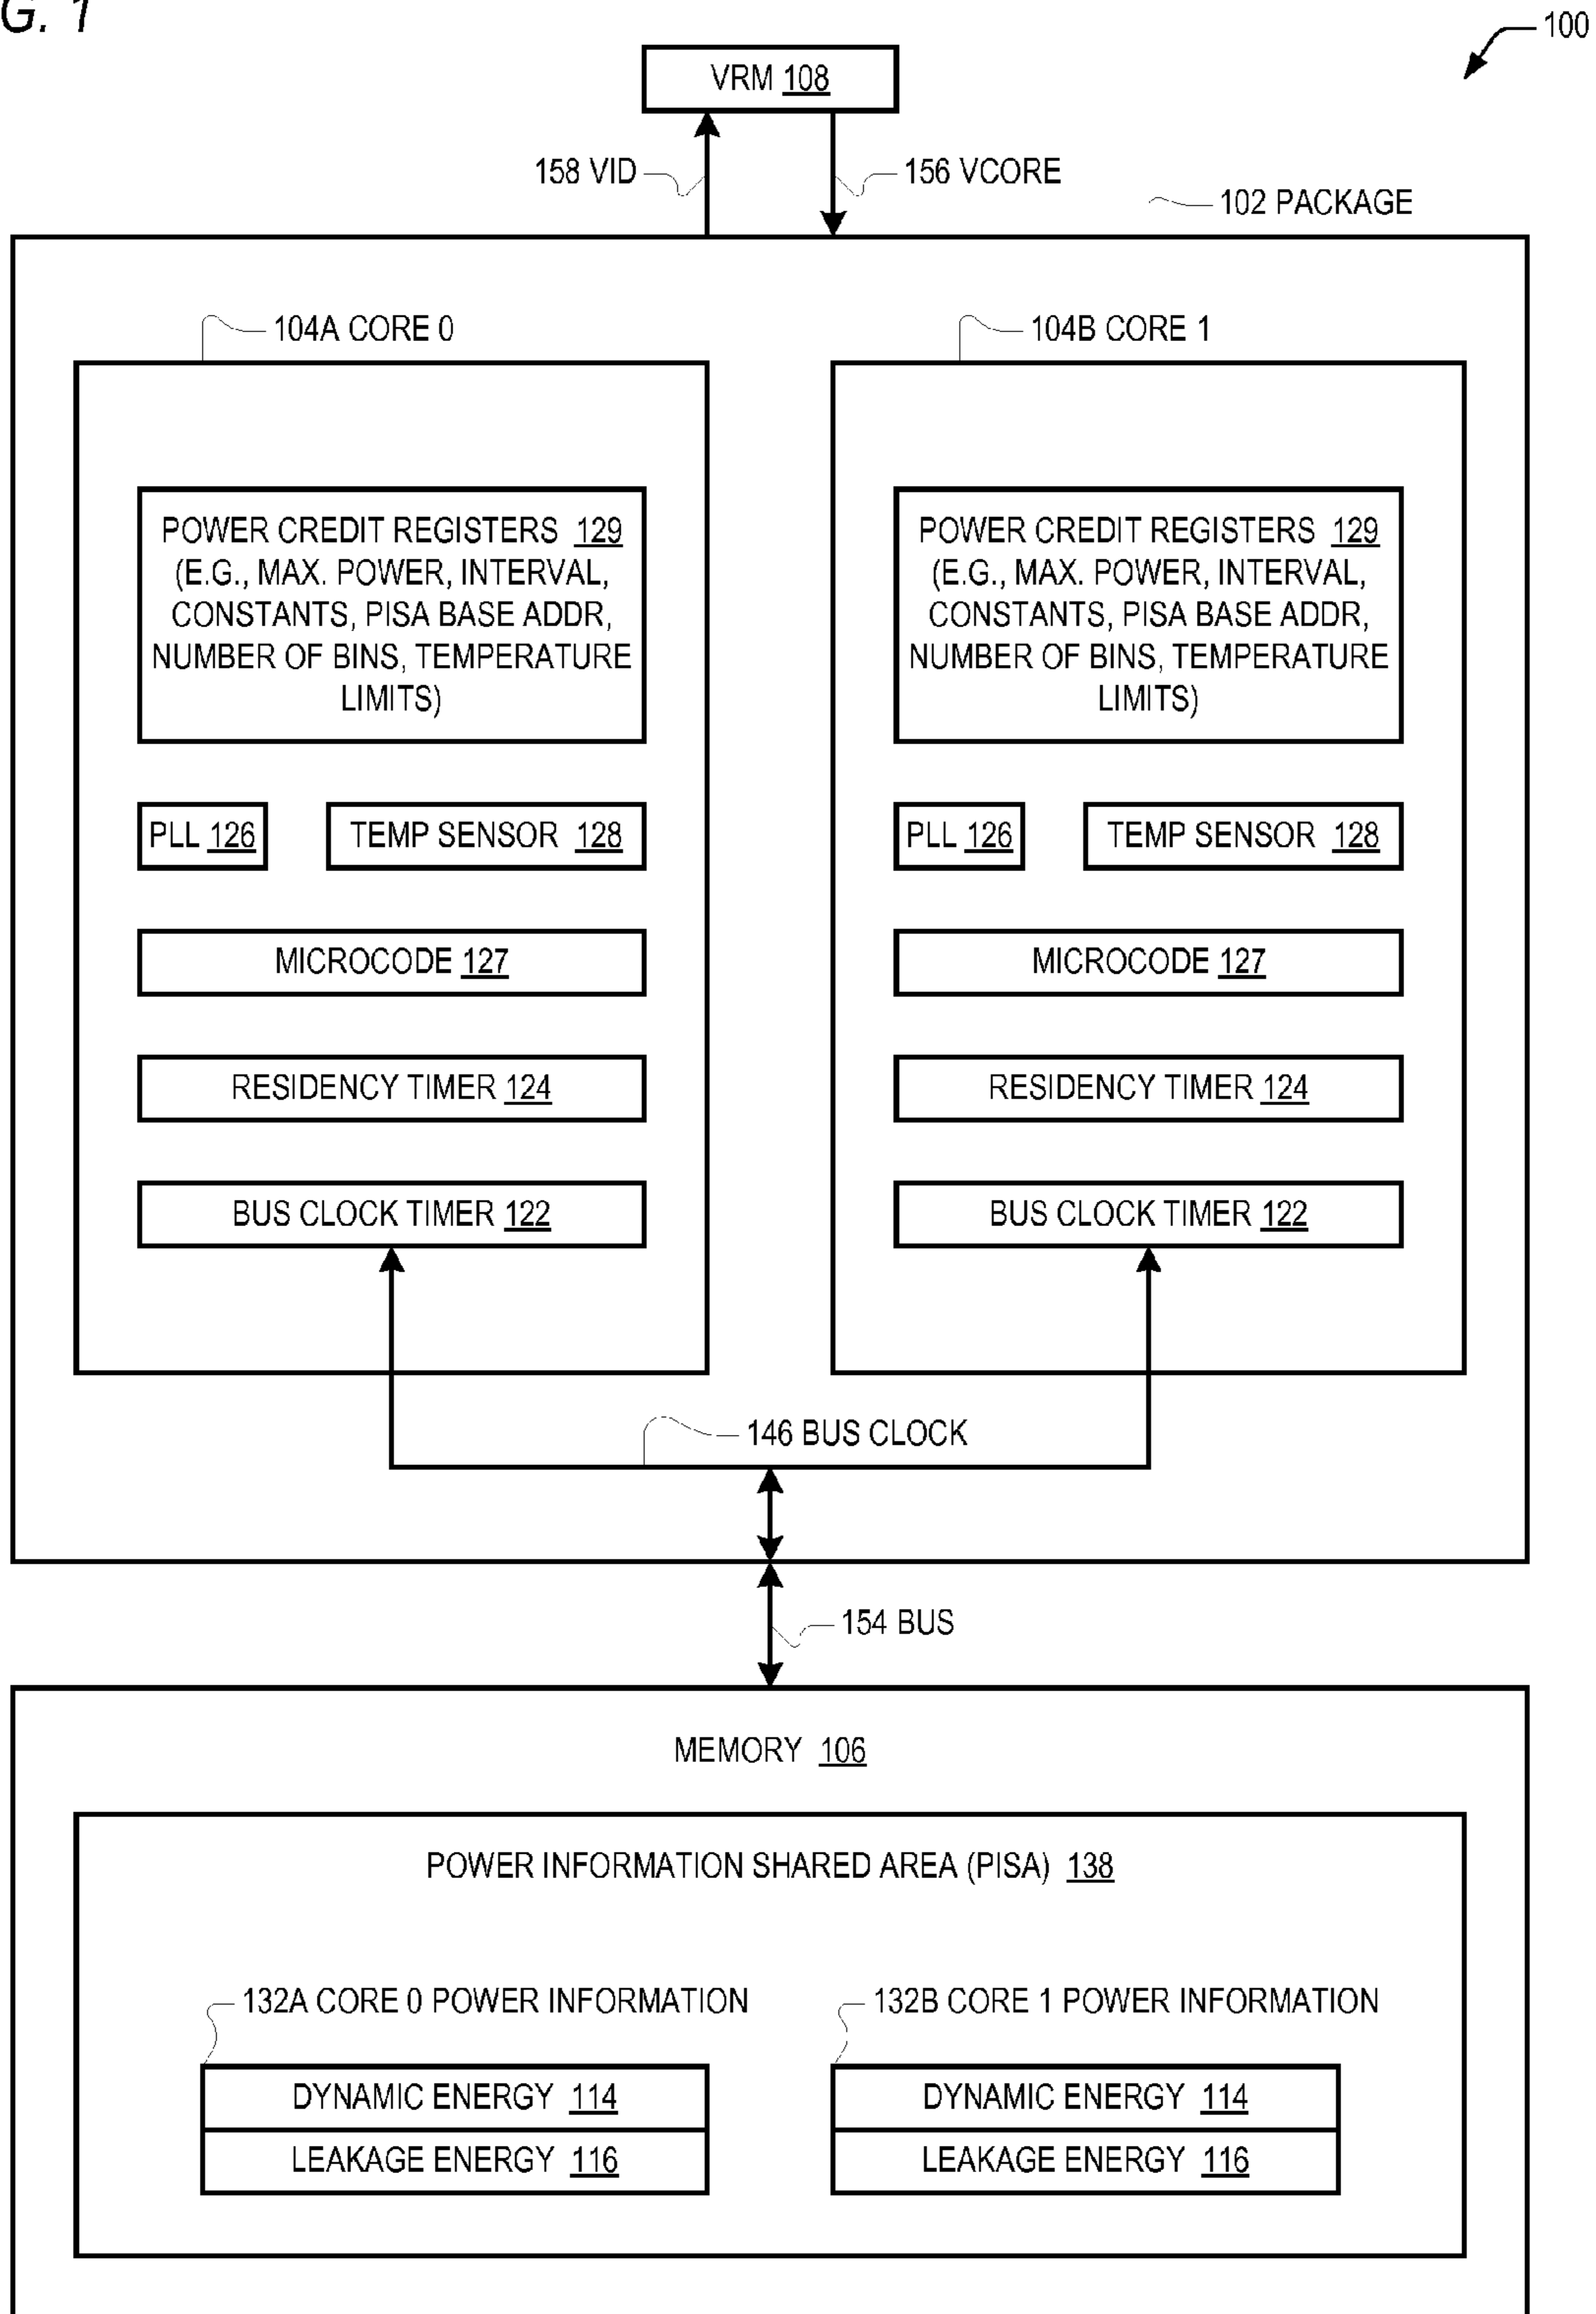 G. 1
100
VRM 108
158 VID
156 VCORE
102 PACKAGE
104A CORE 0
104B CORE 1
POWER CREDIT REGISTERS 129
(E.G., MAX. POWER, INTERVAL,
CONSTANTS, PISA BASE ADDR,
NUMBER OF BINS, TEMPERATURE
LIMITS)
POWER CREDIT REGISTERS 129
(E.G., MAX. POWER, INTERVAL,
CONSTANTS, PISA BASE ADDR,
NUMBER OF BINS, TEMPERATURE
LIMITS)
PLL 126
TEMP SENSOR 128
PLL 126
TEMP SENSOR 128
MICROCODE 127
MICROCODE 127
RESIDENCY TIMER 124
RESIDENCY TIMER 124
BUS CLOCK TIMER 122
BUS CLOCK TIMER 122
146 BUS CLOCK
154 BUS
MEMORY 106
POWER INFORMATION SHARED AREA (PISA) 138
132A CORE 0 POWER INFORMATION
132B CORE 1 POWER INFORMATION
DYNAMIC ENERGY 114
DYNAMIC ENERGY 114
LEAKAGE ENERGY 116
LEAKAGE ENERGY 116